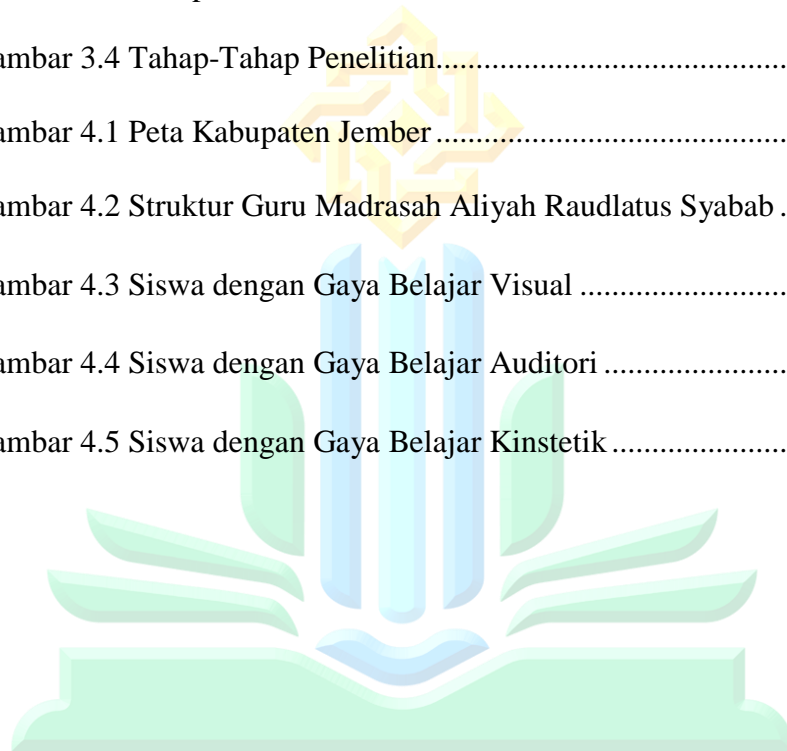 ambar 3.4 Tahap-Tahap Penelitian...........................................
ambar 4.1 Peta Kabupaten Jember...........................................
ambar 4.2 Struktur Guru Madrasah Aliyah Raudlatus Syabab .
ambar 4.3 Siswa dengan Gaya Belajar Visual .........................
ambar 4.4 Siswa dengan Gaya Belajar Auditori ......................
ambar 4.5 Siswa dengan Gaya Belajar Kinstetik .....................